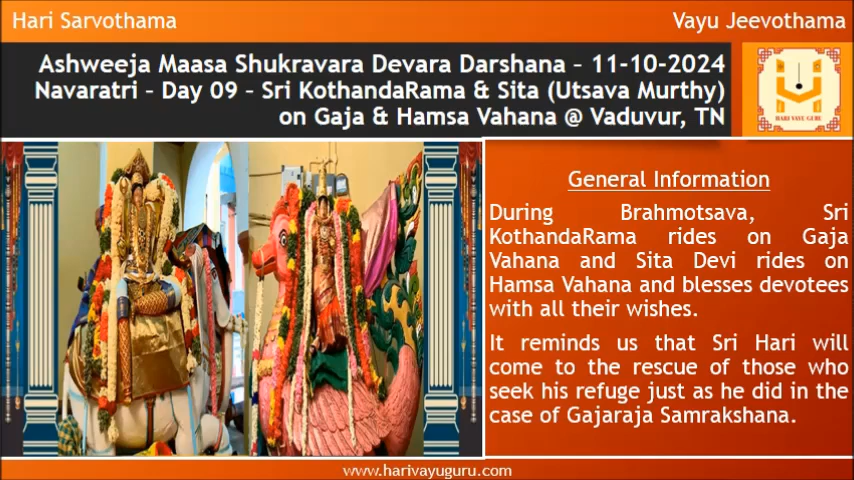 Hari Sarvothama
Vayu Jeevothama
Ashweeja Maasa Shukravara Devara Darshana – 11-10-2024
Navaratri – Day 09 – Sri KothandaRama & Sita (Utsava Murthy)
on Gaja & Hamsa Vahana @ Vaduvur, TN
HARI VAYU GURU
General Information
During Brahmotsava, Sri
KothandaRama rides on Gaja
Vahana and Sita Devi rides on
Hamsa Vahana and blesses devotees
with all their wishes.
It reminds us that Sri Hari will
come to the rescue of those who
seek his refuge just as he did in the
case of Gajaraja Samrakshana.
www.harivayuguru.com